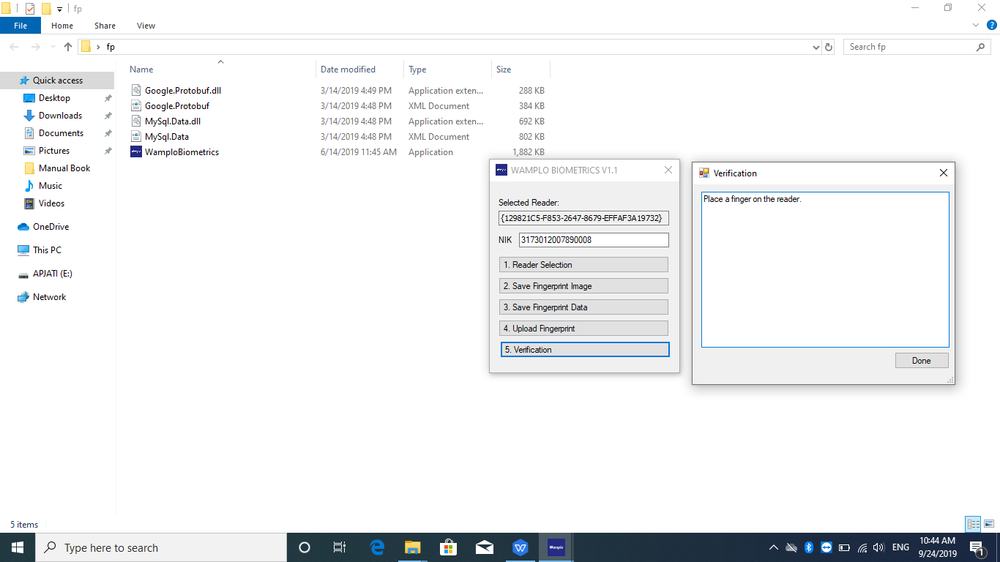 fp
File
Home
Share
View
fp
Search fp
Name
Date modified
Type
Size
Quick access
Desktop
Downloads
Documents
Pictures
Manual Book
Music
Videos
OneDrive
This PC
APJATI (E:)
Network
Google.Protobuf.dll 3/14/2019 4:49 PM Application exten... 288 KB
Google.Protobuf 3/14/2019 4:48 PM XML Document 384 KB
MySql.Data.dll 3/14/2019 4:48 PM Application exten... 692 KB
MySql.Data 3/14/2019 4:48 PM XML Document 802 KB
WamploBiometrics 6/14/2019 11:45 AM Application 1,882 KB
WAMPLO BIOMETRICS V1.1
Selected Reader:
{129821C5-F853-2647-8679-EFFAF3A19732}
NIK 3173012007890008
1. Reader Selection
2. Save Fingerprint Image
3. Save Fingerprint Data
4. Upload Fingerprint
5. Verification
Verification
Place a finger on the reader.
Done
5 items
Type here to search
Wamplo
ENG
10:44 AM
9/24/2019
1